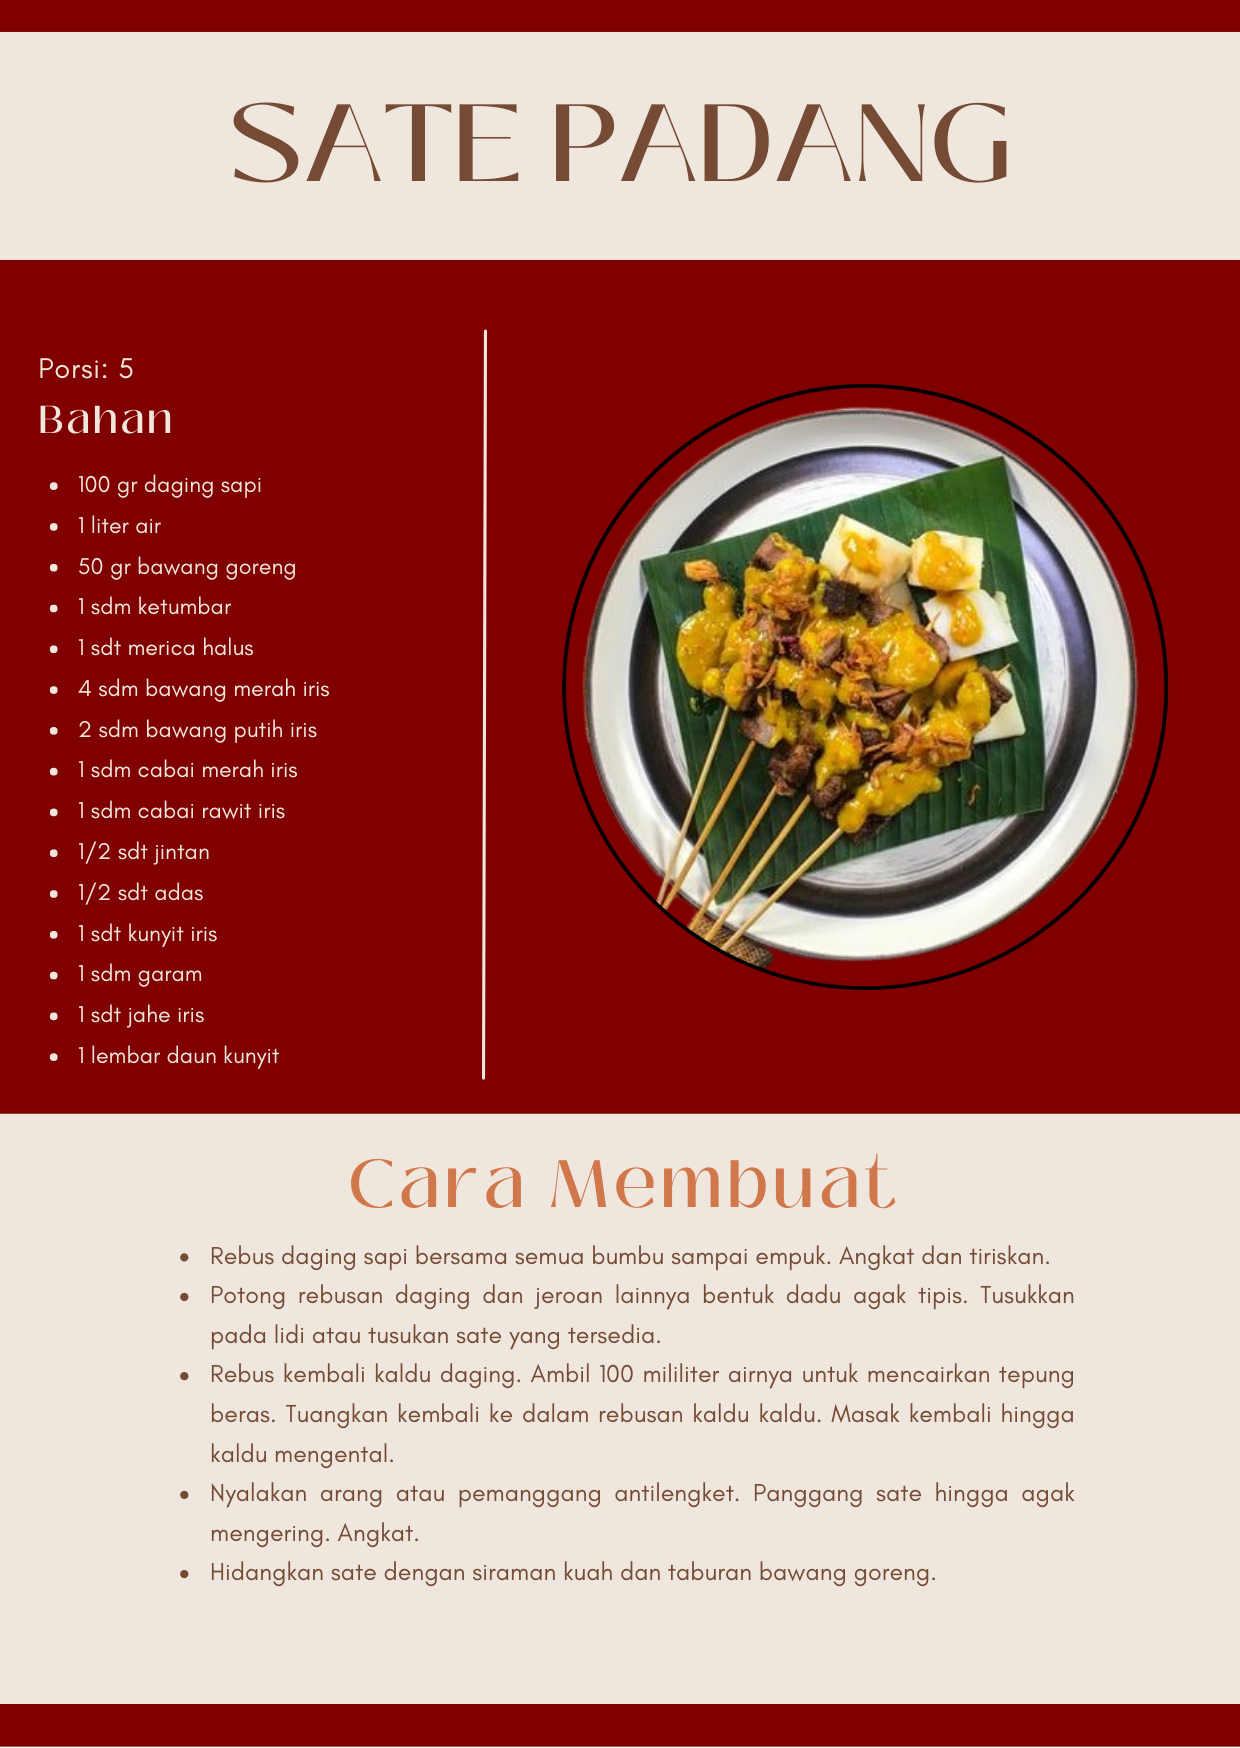 SATE PADANG
Porsi: 5
Bahan
• 100 gr daging sapi
• 1 liter air
• 50 gr bawang goreng
• 1 sdm ketumbar
• 1 sdt merica halus
• 4 sdm bawang merah iris
• 2 sdm bawang putih iris
• 1 sdm cabai merah iris
• 1 sdm cabai rawit iris
• 1/2 sdt jintan
• 1/2 sdt adas
• 1 sdt kunyit iris
• 1 sdm garam
• 1 sdt jahe iris
• 1 lembar daun kunyit
Cara Membuat
• Rebus daging sapi bersama semua bumbu sampai empuk. Angkat dan tiriskan.
• Potong rebusan daging dan jeroan lainnya bentuk dadu agak tipis. Tusukkan
pada lidi atau tusukan sate yang tersedia.
• Rebus kembali kaldu daging. Ambil 100 mililiter airnya untuk mencairkan tepung
beras. Tuangkan kembali ke dalam rebusan kaldu kaldu. Masak kembali hingga
kaldu mengental.
• Nyalakan arang atau pemanggang antilengket. Panggang sate hingga agak
mengering. Angkat.
• Hidangkan sate dengan siraman kuah dan taburan bawang goreng.